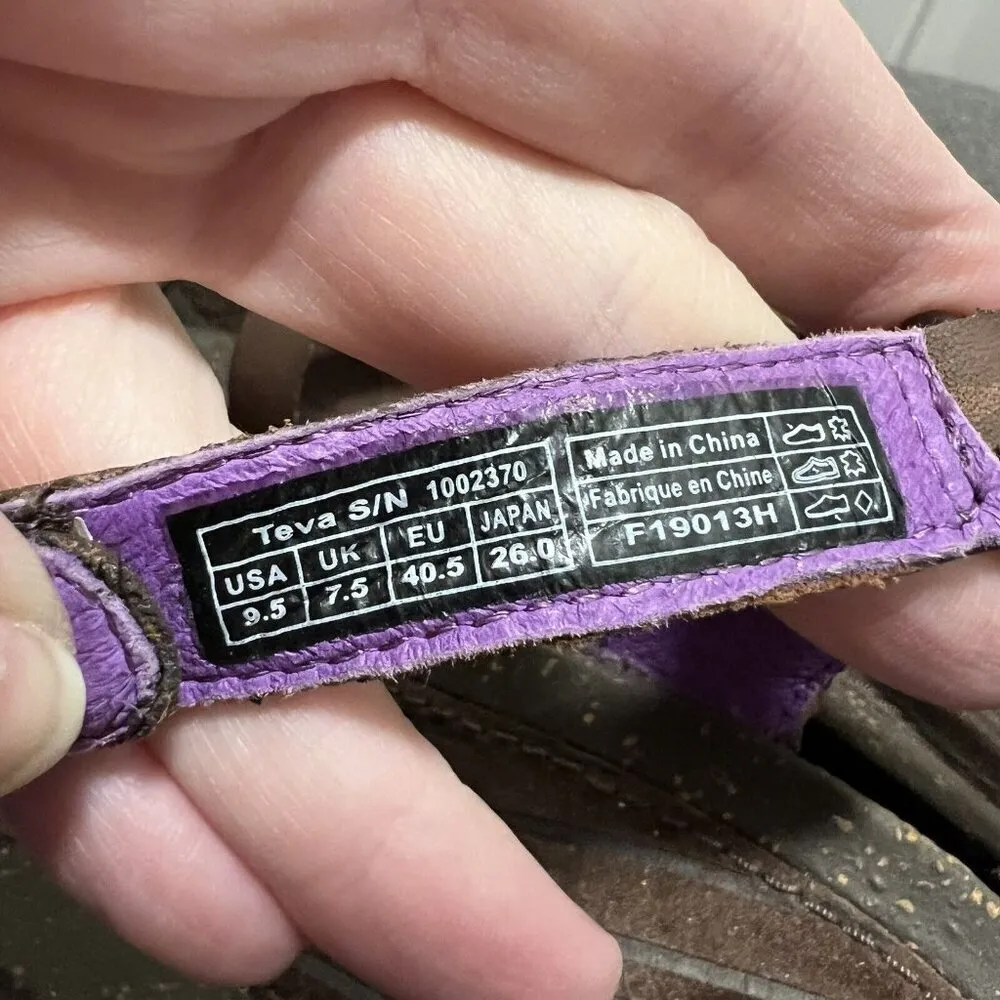 Teva S/N 1002370
USA UK EU JAPAN
9.5 7.5 40.5 26.0
Made in China
Fabrique en Chine
F19013H